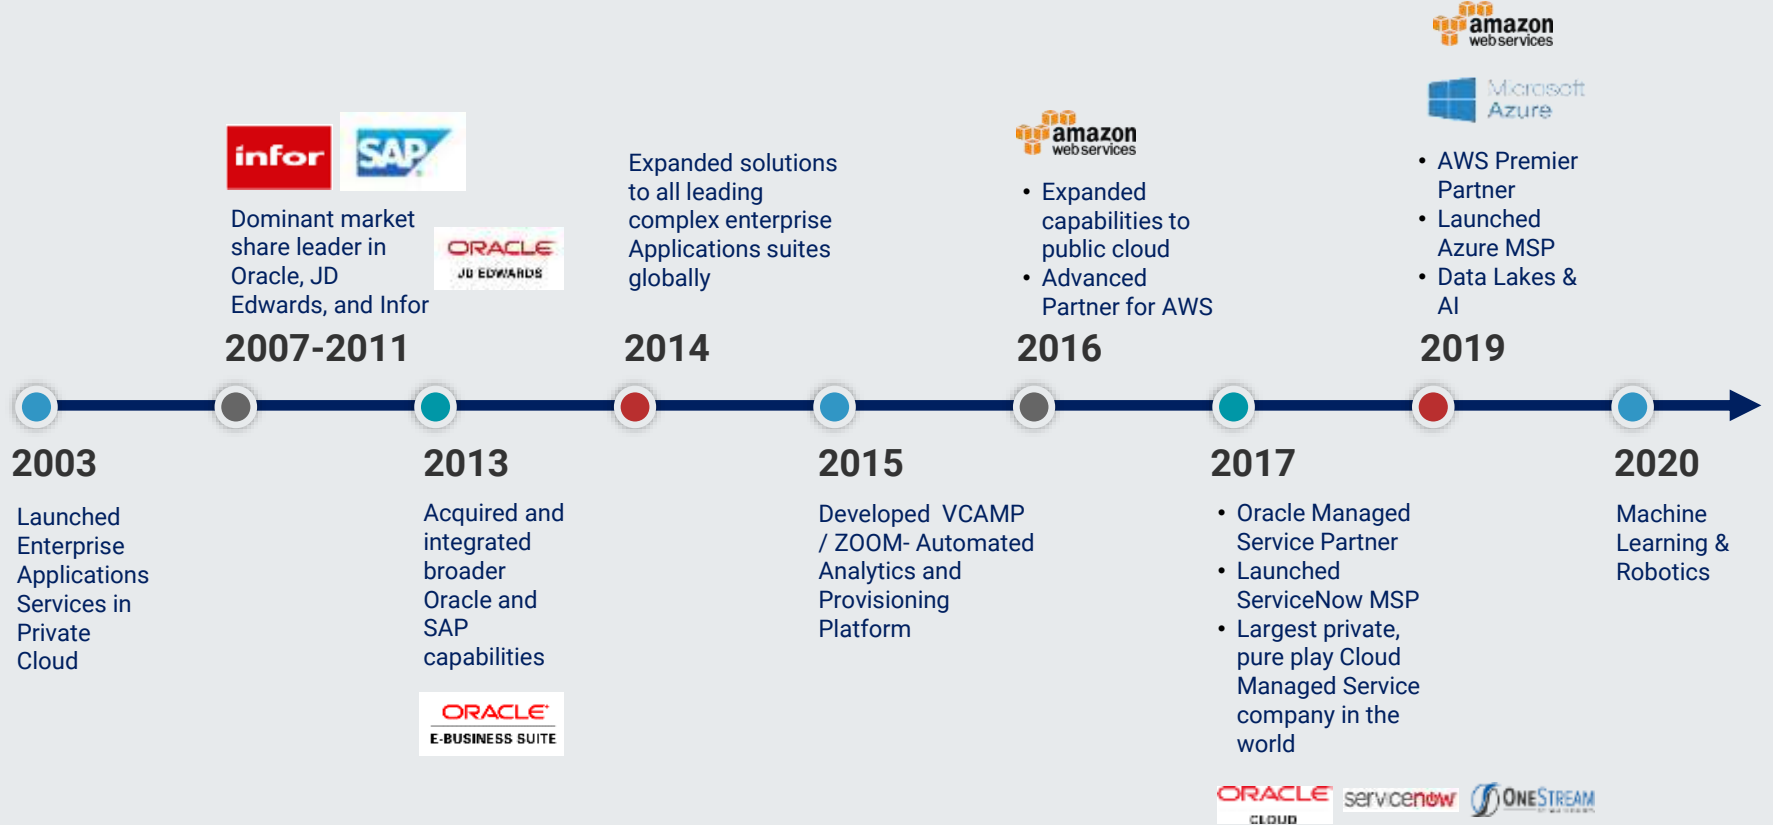 amazon
webservices
Microsoft
Azure
• AWS Premier
Partner
• Launched
Azure MSP
• Data Lakes &
AI
2019
infor
SAP
Dominant market
share leader in
Oracle, JD
Edwards, and Infor
ORACLE
JD EDWARDS
2007-2011
Expanded solutions
to all leading
complex enterprise
Applications suites
globally
2014
amazon
webservices
• Expanded
capabilities to
public cloud
• Advanced
Partner for AWS
2016
2003
Launched
Enterprise
Applications
Services in
Private
Cloud
2013
Acquired and
integrated
broader
Oracle and
SAP
capabilities
ORACLE
E-BUSINESS SUITE
2015
Developed VCAMP
/ ZOOM- Automated
Analytics and
Provisioning
Platform
2017
• Oracle Managed
Service Partner
• Launched
ServiceNow MSP
• Largest private,
pure play Cloud
Managed Service
company in the
world
ORACLE
CLOUD
servicenow
ONESTREAM
2020
Machine
Learning &
Robotics